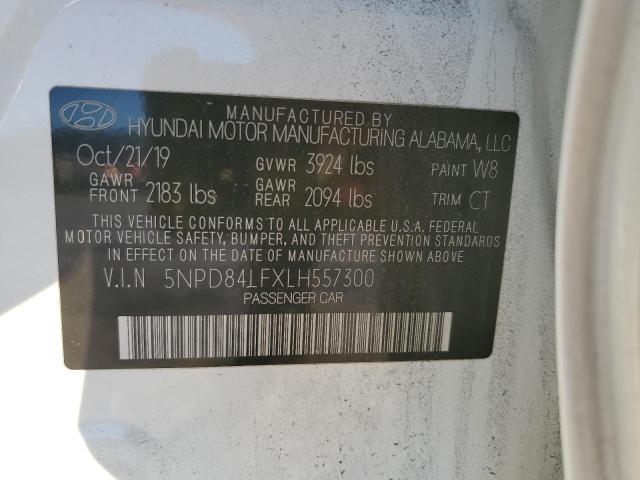 MANUFACTURED BY
HYUNDAI MOTOR MANUFACTURING ALABAMA, LLC
Oct/21/19 GVWR 3924 lbs PAINT W8
GAWR FRONT 2183 lbs GAWR REAR 2094 lbs TRIM CT
THIS VEHICLE CONFORMS TO ALL APPLICABLE U.S.A. FEDERAL
MOTOR VEHICLE SAFETY, BUMPER, AND THEFT PREVENTION STANDARDS
IN EFFECT ON THE DATE OF MANUFACTURE SHOWN ABOVE.
V.I.N 5NPD84LFXLH557300
PASSENGER CAR